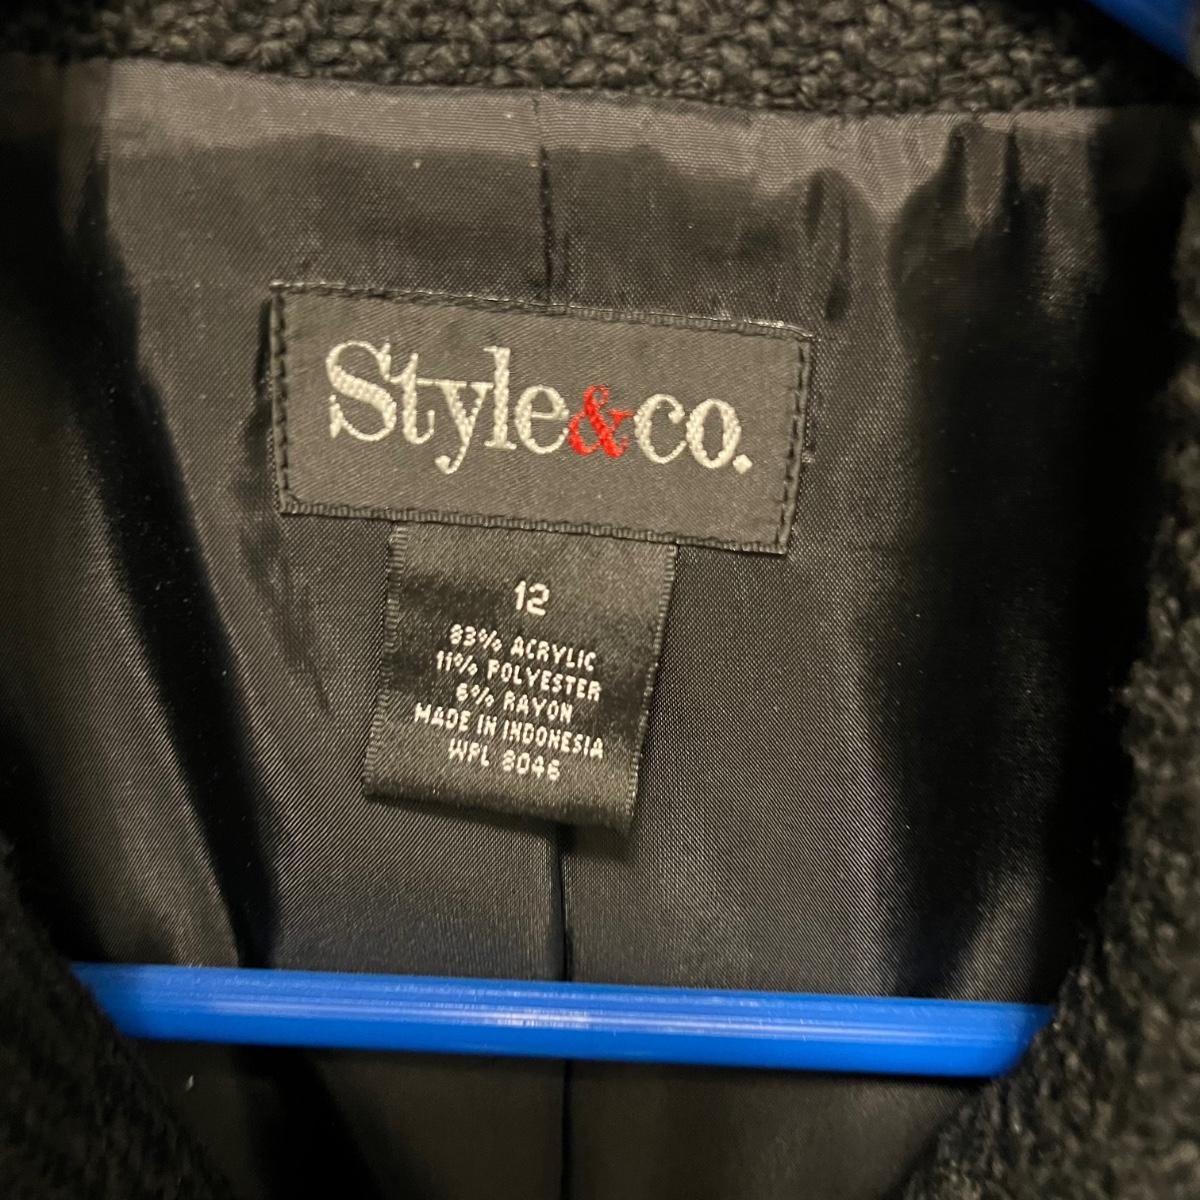 Style&co.
12
83% ACRYLIC
11% POLYESTER
6% RAYON
MADE IN INDONESIA
WPL 8046